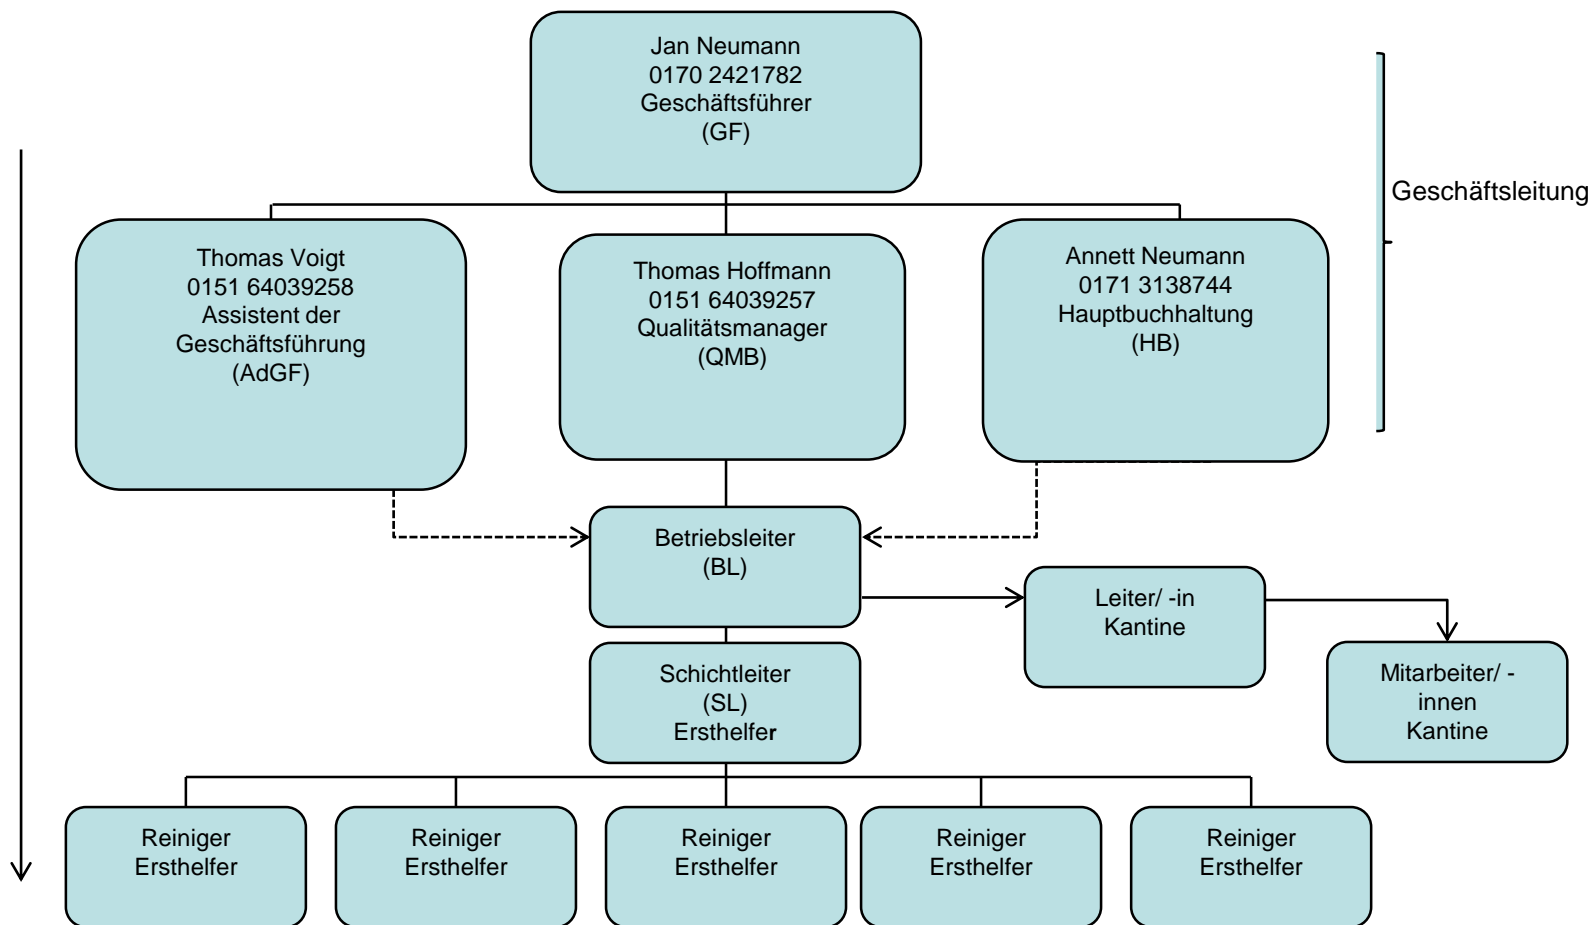 Jan Neumann
0170 2421782
Geschäftsführer
(GF)
Geschäftsleitung
Thomas Voigt
0151 64039258
Assistent der
Geschäftsführung
(AdGF)
Thomas Hoffmann
0151 64039257
Qualitätsmanager
(QMB)
Annett Neumann
0171 3138744
Hauptbuchhaltung
(HB)
Betriebsleiter
(BL)
Leiter/ -in
Kantine
Mitarbeiter/ -
innen
Kantine
Schichtleiter
(SL)
Ersthelfer
Reiniger
Ersthelfer
Reiniger
Ersthelfer
Reiniger
Ersthelfer
Reiniger
Ersthelfer
Reiniger
Ersthelfer